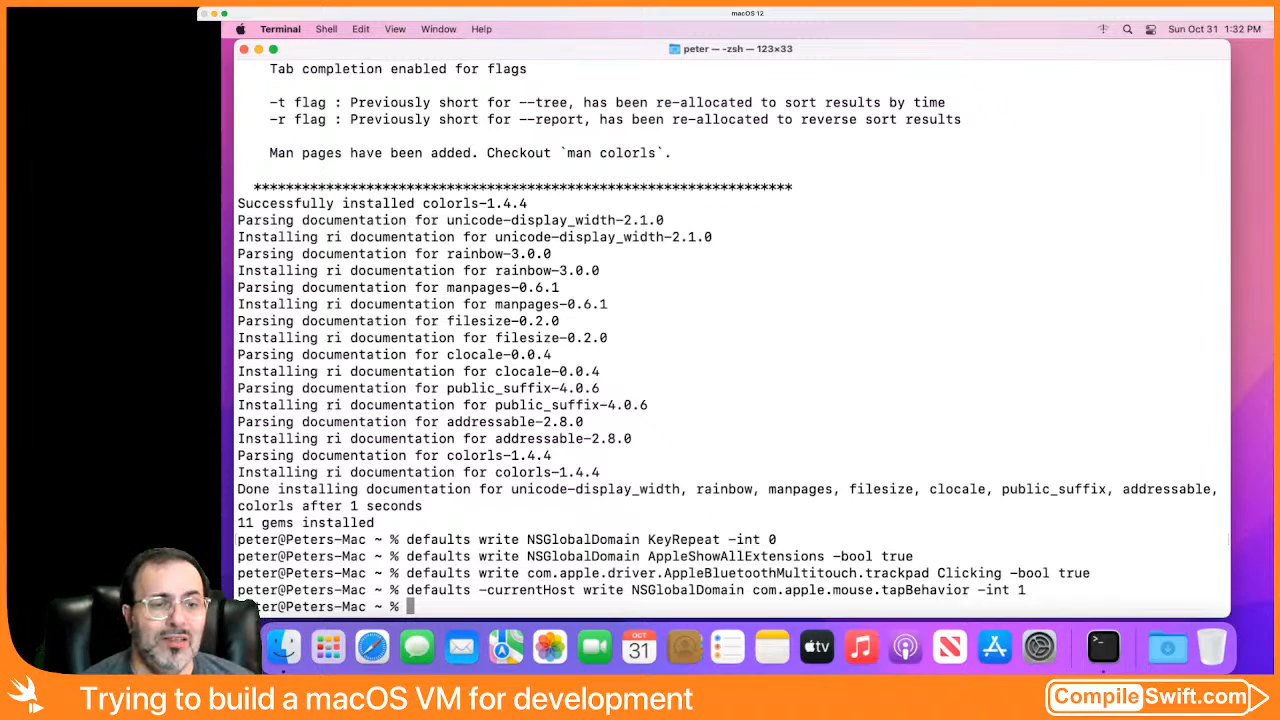 macOS 12
Terminal Shell Edit View Window Help
Sun Oct 31 1:32 PM
peter — -zsh — 123×33
Tab completion enabled for flags
-t flag : Previously short for --tree, has been re-allocated to sort results by time
-r flag : Previously short for --report, has been re-allocated to reverse sort results
Man pages have been added. Checkout `man colorls`.
*******************************************************************
Successfully installed colorls-1.4.4
Parsing documentation for unicode-display_width-2.1.0
Installing ri documentation for unicode-display_width-2.1.0
Parsing documentation for rainbow-3.0.0
Installing ri documentation for rainbow-3.0.0
Parsing documentation for manpages-0.6.1
Installing ri documentation for manpages-0.6.1
Parsing documentation for filesize-0.2.0
Installing ri documentation for filesize-0.2.0
Parsing documentation for clocale-0.0.4
Installing ri documentation for clocale-0.0.4
Parsing documentation for public_suffix-4.0.6
Installing ri documentation for public_suffix-4.0.6
Parsing documentation for addressable-2.8.0
Installing ri documentation for addressable-2.8.0
Parsing documentation for colorls-1.4.4
Installing ri documentation for colorls-1.4.4
Done installing documentation for unicode-display_width, rainbow, manpages, filesize, clocale, public_suffix, addressable,
colorls after 1 seconds
11 gems installed
peter@Peters-Mac ~ % defaults write NSGlobalDomain KeyRepeat -int 0
peter@Peters-Mac ~ % defaults write NSGlobalDomain AppleShowAllExtensions -bool true
peter@Peters-Mac ~ % defaults write com.apple.driver.AppleBluetoothMultitouch.trackpad Clicking -bool true
peter@Peters-Mac ~ % defaults -currentHost write NSGlobalDomain com.apple.mouse.tapBehavior -int 1
peter@Peters-Mac ~ %
OCT
31
tv
Trying to build a macOS VM for development
CompileSwift.com